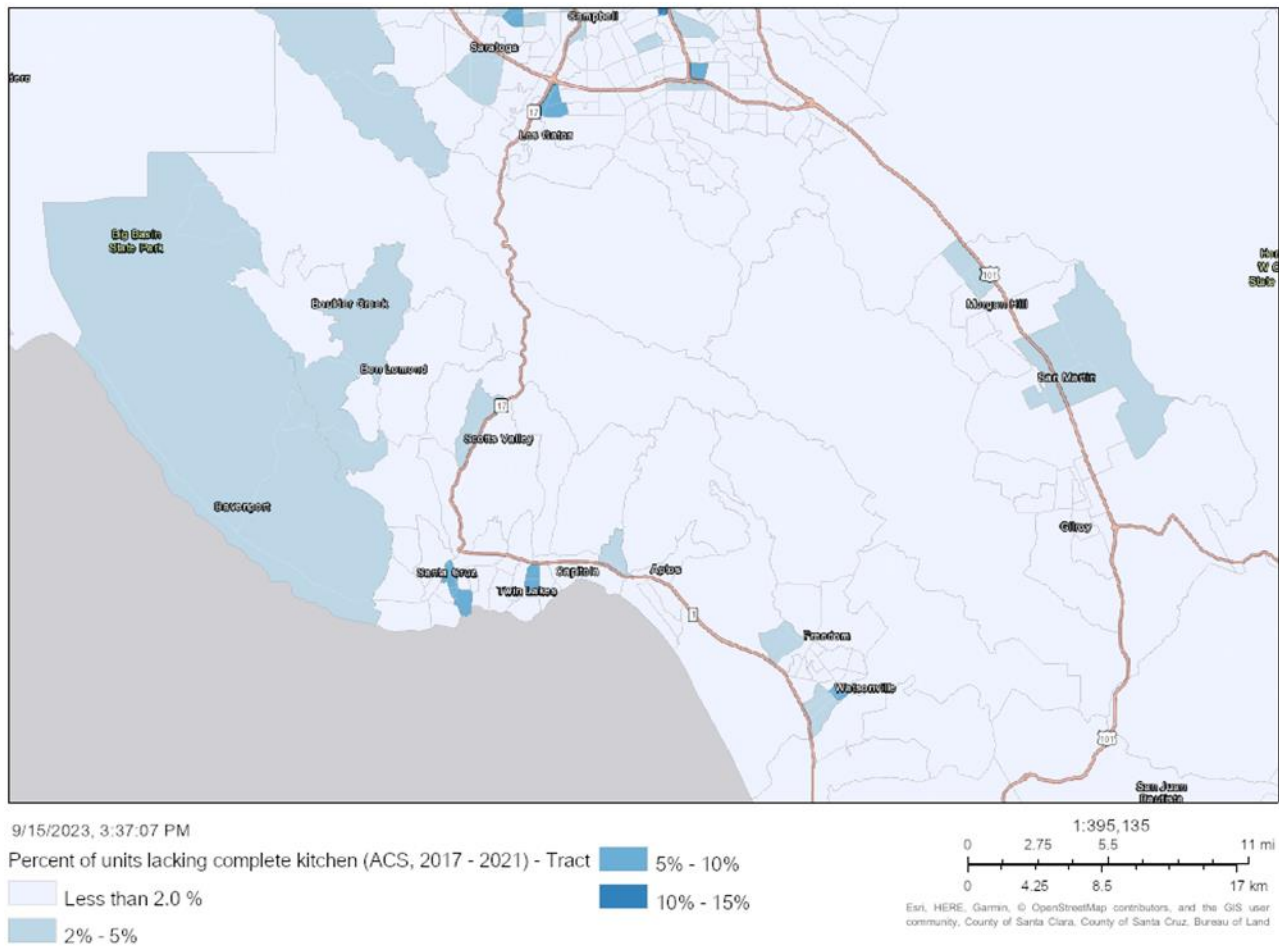 Campbell
Saratoga
17
Los Gatos
Big Basin
State Park
101
Morgan Hill
Boulder Creek
Ben Lomond
San Martin
17
Scotts Valley
Davenport
Gilroy
Santa Cruz
Capitola
Aptos
Twin Lakes
1
Freedom
Watsonville
101
San Juan
Bautista
W
State
9/15/2023, 3:37:07 PM
Percent of units lacking complete kitchen (ACS, 2017 - 2021) - Tract
Less than 2.0 %
2% - 5%
5% - 10%
10% - 15%
1:395,135
0 2.75 5.5 11 mi
0 4.25 8.5 17 km
Esri, HERE, Garmin, © OpenStreetMap contributors, and the GIS user
community, County of Santa Clara, County of Santa Cruz, Bureau of Land